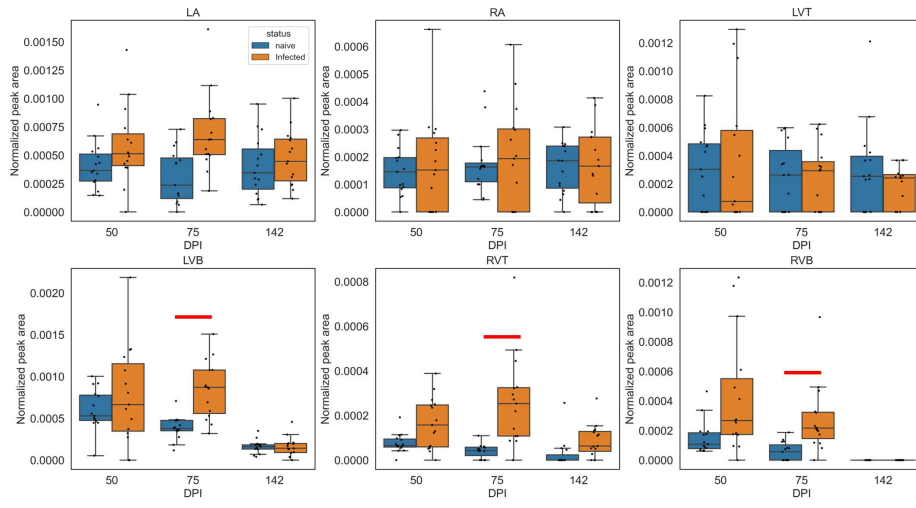 LA
Normalized peak area
0.00150
0.00125
0.00100
0.00075
0.00050
0.00025
0.00000
status
naive
Infected
50 75 142
DPI
RA
Normalized peak area
0.0006
0.0005
0.0004
0.0003
0.0002
0.0001
0.0000
50 75 142
DPI
LVT
Normalized peak area
0.0012
0.0010
0.0008
0.0006
0.0004
0.0002
0.0000
50 75 142
DPI
LVB
Normalized peak area
0.0020
0.0015
0.0010
0.0005
0.0000
50 75 142
DPI
RVT
Normalized peak area
0.0008
0.0006
0.0004
0.0002
0.0000
50 75 142
DPI
RVB
Normalized peak area
0.0012
0.0010
0.0008
0.0006
0.0004
0.0002
0.0000
50 75 142
DPI